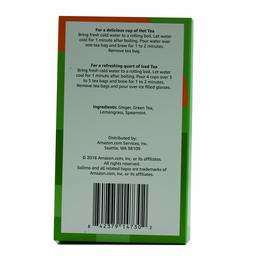 For a delicious cup of Hot Tea
Bring fresh cold water to a rolling boil. Let water
cool for 1 minute after boiling. Pour water over
one tea bag and brew for 1 to 2 minutes.
Remove tea bag.
For a refreshing quart of Iced Tea
Bring fresh cold water to a rolling boil. Let water
cool for 1 minute after boiling. Pour 4 cups over 3
to 5 tea bags and brew for 1 to 2 minutes.
Remove tea bags and pour over ice filled glasses.
Ingredients: Ginger, Green Tea,
Lemongrass, Spearmint.
Distributed by:
Amazon.com Services, Inc.
Seattle, WA 98109
© 2018 Amazon.com, Inc. or its affiliates.
All rights reserved.
Solimo and all related logos are trademarks of
Amazon.com, Inc. or its affiliates.
8 42379 14730 2